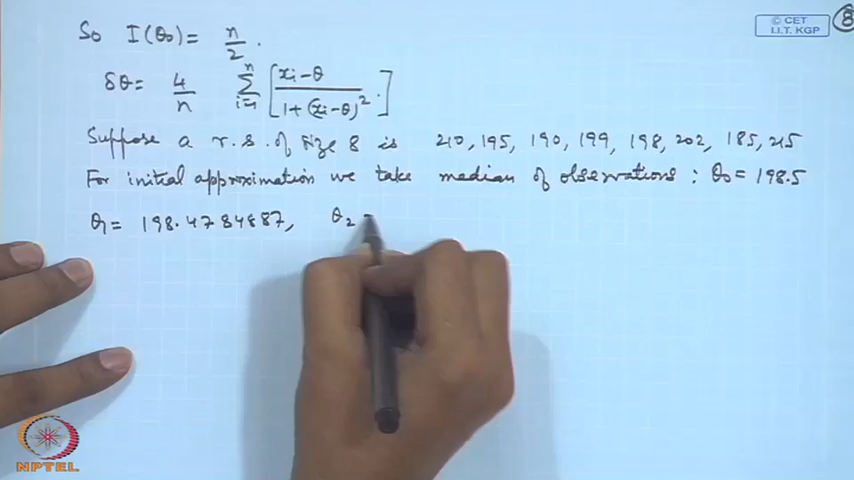 So I(θ₀) = n/2 .
δθ = 4/n Σ_{i=1}^{n} [ (xi − θ) / (1 + (xi − θ)²) . ]
Suppose a r. s. of size 8 is 210, 195, 190, 199, 198, 202, 185, 215
For initial approximation we take median of observations : θ₀ = 198.5
θ₁ = 198.4784887, θ₂ =
© CET
I.I.T. KGP
8
NPTEL